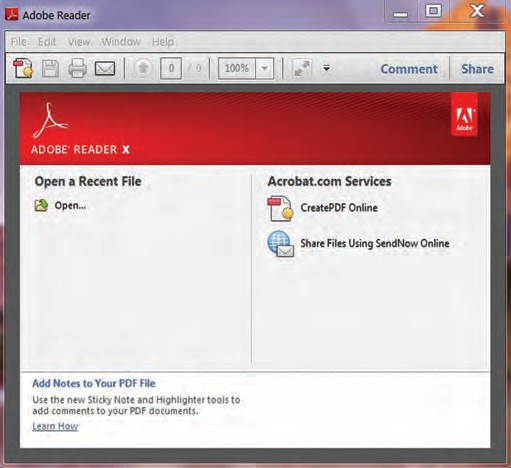 Adobe Reader
File Edit View Window Help
0 / 0 100% Comment Share
ADOBE® READER X
Adobe
Open a Recent File
Open...
Acrobat.com Services
CreatePDF Online
Share Files Using SendNow Online
Add Notes to Your PDF File
Use the new Sticky Note and Highlighter tools to
add comments to your PDF documents.
Learn How